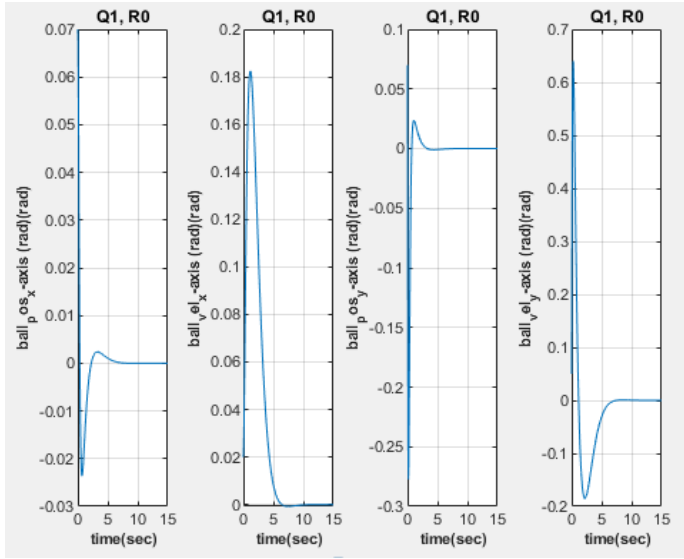 Q1, R0
0.07
0.06
0.05
0.04
0.03
0.02
0.01
0
-0.01
-0.02
-0.03
0 5 10 15
time(sec)
ball_pos_x-axis (rad)(rad)
Q1, R0
0.2
0.18
0.16
0.14
0.12
0.1
0.08
0.06
0.04
0.02
0
0 5 10 15
time(sec)
ball_vel_x-axis (rad)(rad)
Q1, R0
0.1
0.05
0
-0.05
-0.1
-0.15
-0.2
-0.25
-0.3
0 5 10 15
time(sec)
ball_pos_y-axis (rad)(rad)
Q1, R0
0.7
0.6
0.5
0.4
0.3
0.2
0.1
0
-0.1
-0.2
0 5 10 15
time(sec)
ball_vel_y-axis (rad)(rad)